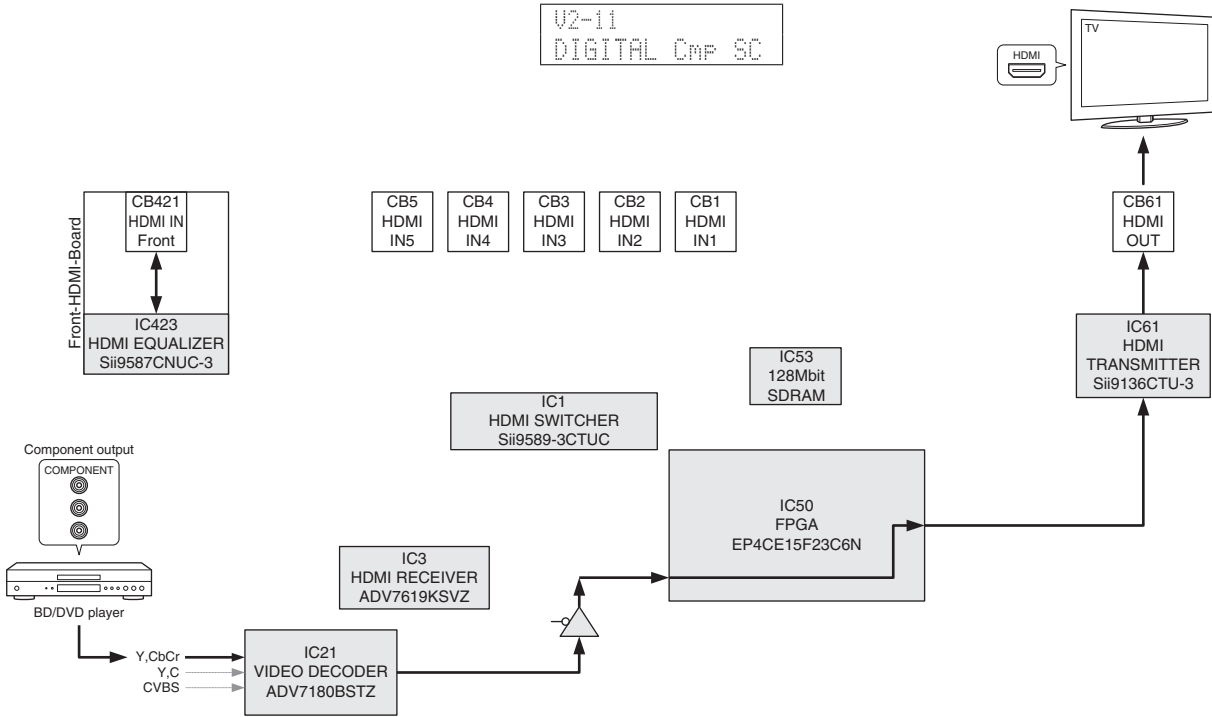 V2-11
DIGITAL Cmp SC
TV
HDMI
Front-HDMI-Board
CB421
HDMI IN
Front
CB5
HDMI
IN5
CB4
HDMI
IN4
CB3
HDMI
IN3
CB2
HDMI
IN2
CB1
HDMI
IN1
CB61
HDMI
OUT
IC423
HDMI EQUALIZER
Sii9587CNUC-3
IC61
HDMI
TRANSMITTER
Sii9136CTU-3
IC53
128Mbit
SDRAM
IC1
HDMI SWITCHER
Sii9589-3CTUC
Component output
COMPONENT
BD/DVD player
IC50
FPGA
EP4CE15F23C6N
IC3
HDMI RECEIVER
ADV7619KSVZ
Y,CbCr
Y,C
CVBS
IC21
VIDEO DECODER
ADV7180BSTZ